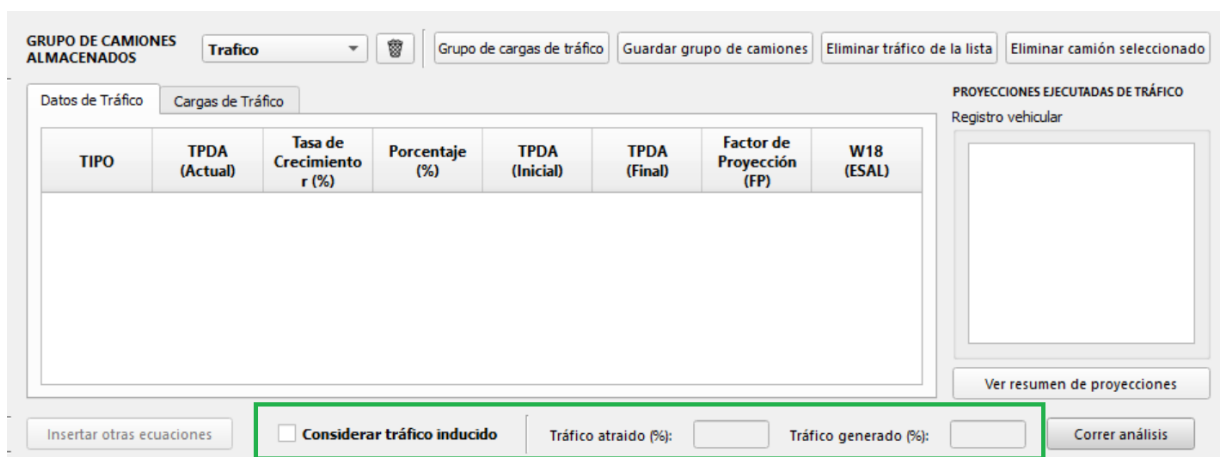 GRUPO DE CAMIONES
ALMACENADOS
Trafico
Grupo de cargas de tráfico
Guardar grupo de camiones
Eliminar tráfico de la lista
Eliminar camión seleccionado
Datos de Tráfico
Cargas de Tráfico
PROYECCIONES EJECUTADAS DE TRÁFICO
Registro vehicular
TIPO
TPDA
(Actual)
Tasa de
Crecimiento
r (%)
Porcentaje
(%)
TPDA
(Inicial)
TPDA
(Final)
Factor de
Proyección
(FP)
W18
(ESAL)
Ver resumen de proyecciones
Insertar otras ecuaciones
Considerar tráfico inducido
Tráfico atraido (%):
Tráfico generado (%):
Correr análisis